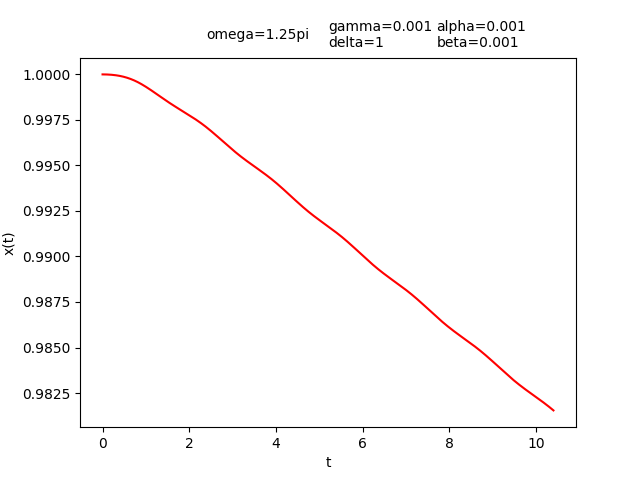 omega=1.25pi
gamma=0.001 alpha=0.001
delta=1 beta=0.001
1.0000
0.9975
0.9950
0.9925
0.9900
0.9875
0.9850
0.9825
x(t)
0 2 4 6 8 10
t